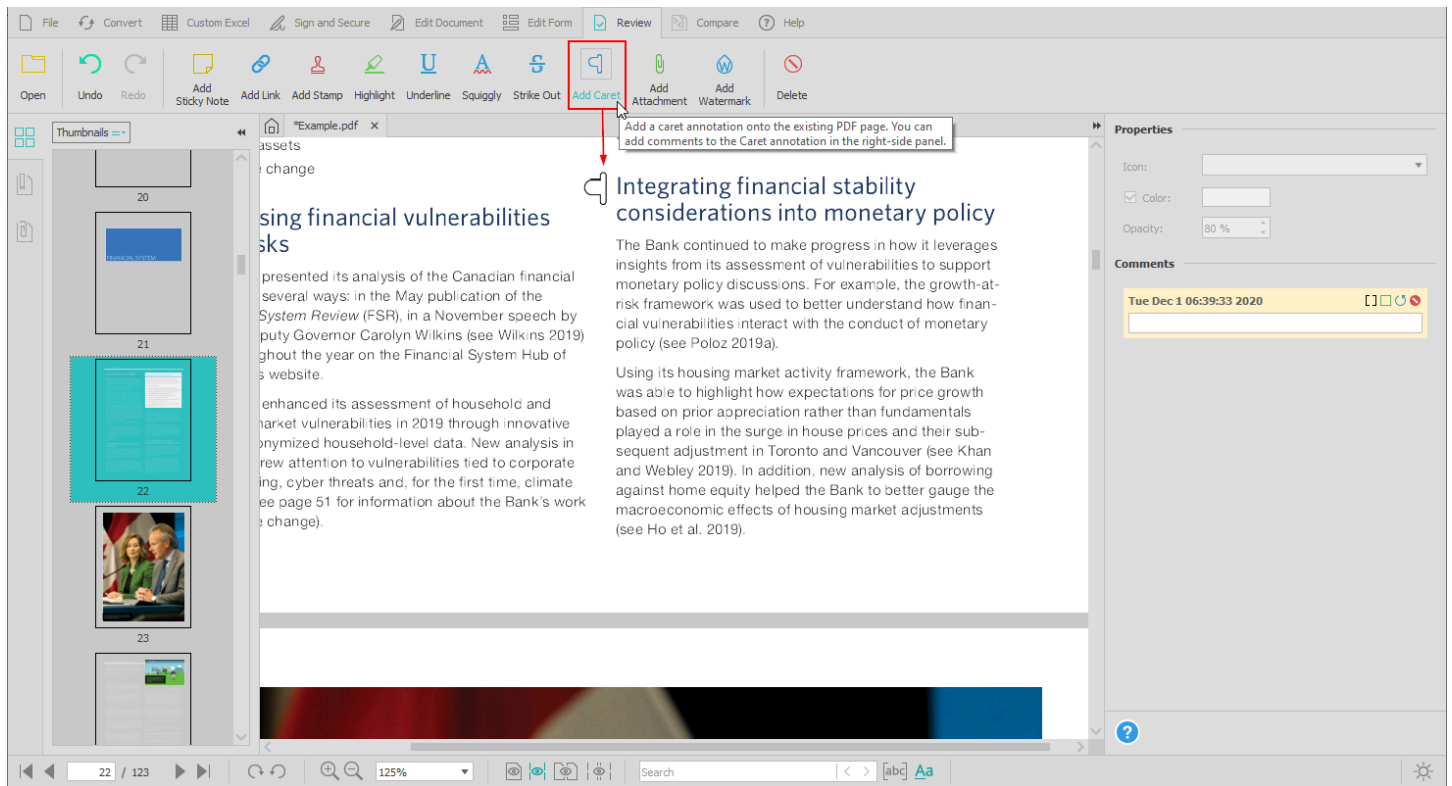 File Convert Custom Excel Sign and Secure Edit Document Edit Form Review Compare Help
Open Undo Redo Add Sticky Note Add Link Add Stamp Highlight Underline Squiggly Strike Out Add Caret Add Attachment Add Watermark Delete
Add a caret annotation onto the existing PDF page. You can
add comments to the Caret annotation in the right-side panel.
Thumbnails
20
FINANCIAL SYSTEM
21
22
23
*Example.pdf
assets
change
sing financial vulnerabilities
sks
presented its analysis of the Canadian financial
several ways: in the May publication of the
System Review (FSR), in a November speech by
puty Governor Carolyn Wilkins (see Wilkins 2019)
ghout the year on the Financial System Hub of
s website.
enhanced its assessment of household and
arket vulnerabilities in 2019 through innovative
onymized household-level data. New analysis in
rew attention to vulnerabilities tied to corporate
ing, cyber threats and, for the first time, climate
ee page 51 for information about the Bank's work
change).
Integrating financial stability
considerations into monetary policy
The Bank continued to make progress in how it leverages
insights from its assessment of vulnerabilities to support
monetary policy discussions. For example, the growth-at-
risk framework was used to better understand how finan-
cial vulnerabilities interact with the conduct of monetary
policy (see Poloz 2019a).
Using its housing market activity framework, the Bank
was able to highlight how expectations for price growth
based on prior appreciation rather than fundamentals
played a role in the surge in house prices and their sub-
sequent adjustment in Toronto and Vancouver (see Khan
and Webley 2019). In addition, new analysis of borrowing
against home equity helped the Bank to better gauge the
macroeconomic effects of housing market adjustments
(see Ho et al. 2019).
Properties
Icon:
Color:
Opacity: 80 %
Comments
Tue Dec 1 06:39:33 2020
22 / 123
125%
Search
[abc] Aa